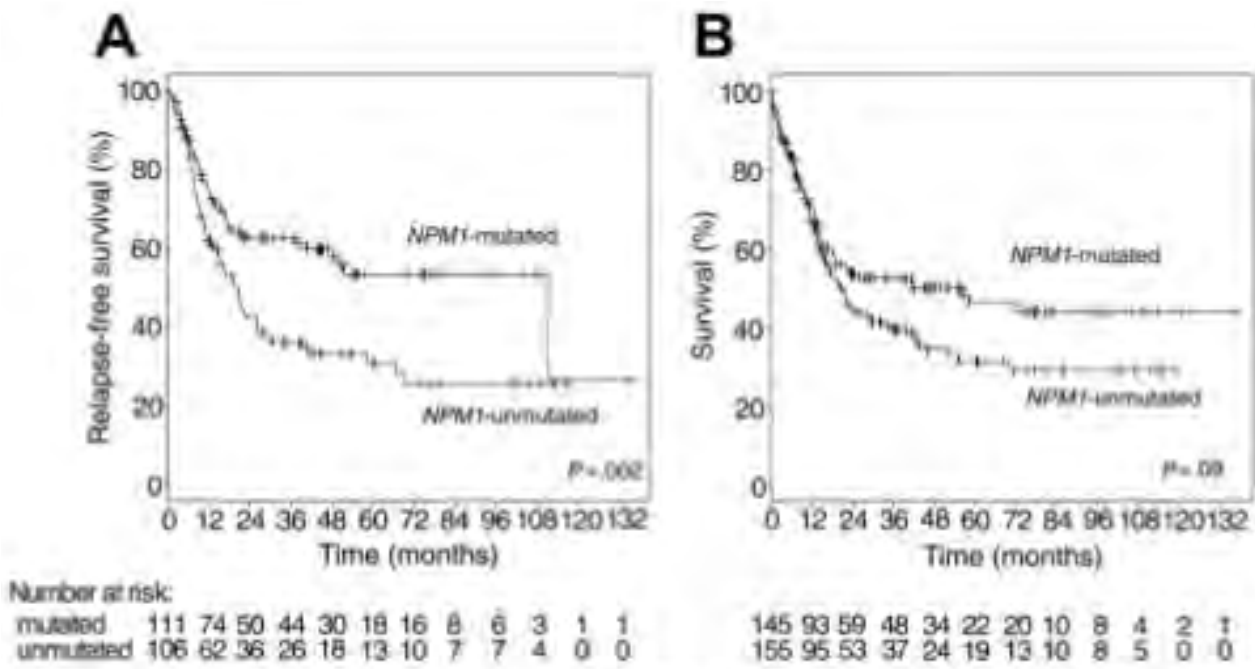 A
Relapse-free survival (%)
100
80
60
40
20
0
NPM1-mutated
NPM1-unmutated
P=.002
0 12 24 36 48 60 72 84 96 108 120 132
Time (months)
B
Survival (%)
100
80
60
40
20
0
NPM1-mutated
NPM1-unmutated
P=.09
0 12 24 36 48 60 72 84 96 108 120 132
Time (months)
Number at risk:
mutated 111 74 50 44 30 18 16 8 6 3 1 1
unmutated 106 62 36 26 18 13 10 7 7 4 0 0
145 93 59 48 34 22 20 10 8 4 2 1
155 95 53 37 24 19 13 10 8 5 0 0